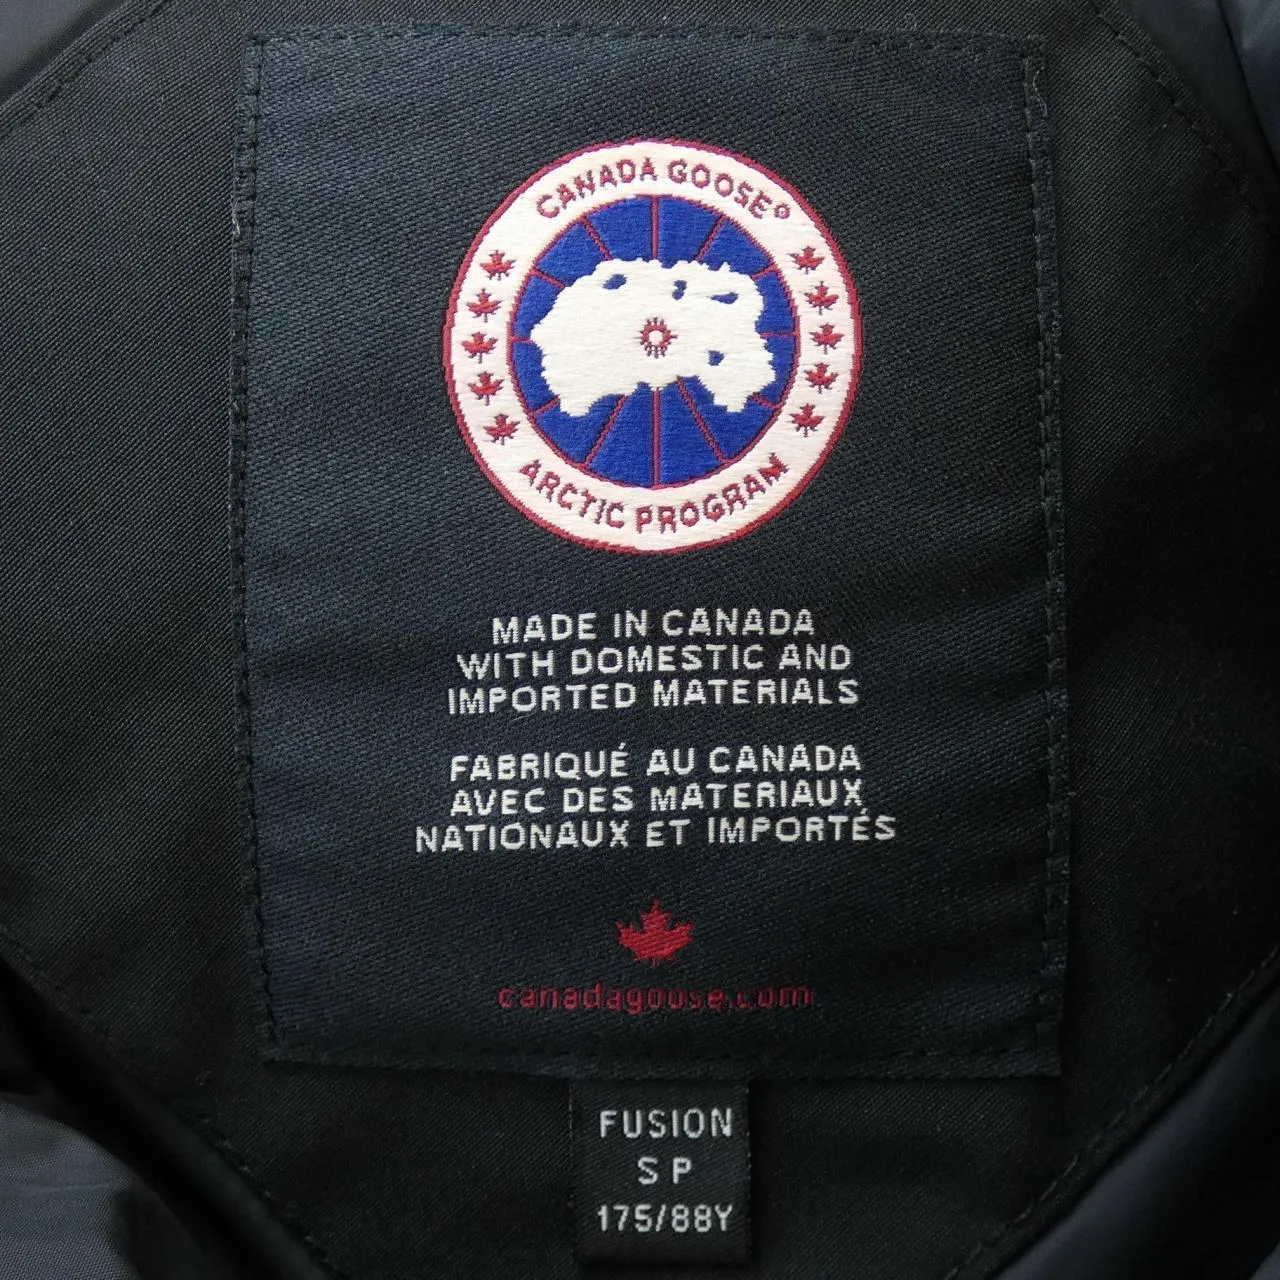 CANADA GOOSE®
ARCTIC PROGRAM
MADE IN CANADA
WITH DOMESTIC AND
IMPORTED MATERIALS
FABRIQUÉ AU CANADA
AVEC DES MATERIAUX
NATIONAUX ET IMPORTÉS
canadagouse.com
FUSION
S P
175/88Y